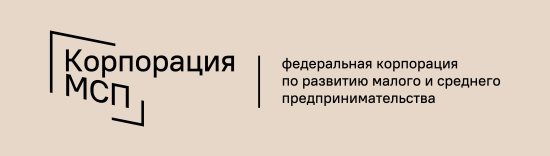 Корпорация
МСП
федеральная корпорация
по развитию малого и среднего
предпринимательства